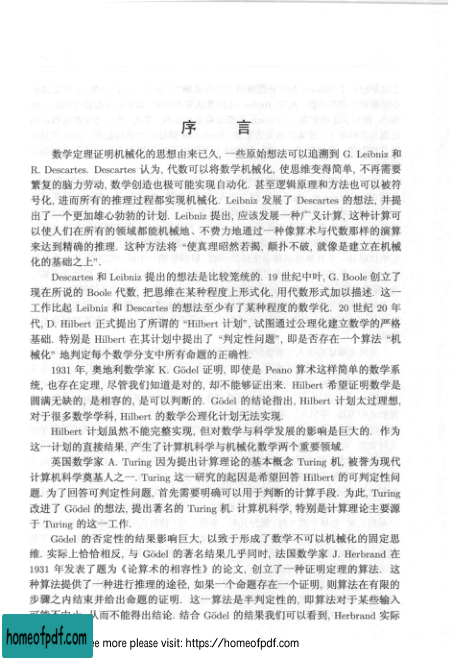 序 言
数学定理证明机械化的思想由来已久, 一些原始想法可以追溯到 G. Leibniz 和
R. Descartes. Descartes 认为, 代数可以将数学机械化, 使思维变得简单, 不再需要
繁复的脑力劳动, 数学创造也极可能实现自动化. 甚至逻辑原理和方法也可以被符
号化, 进而所有的推理过程都实现机械化. Leibniz 发展了 Descartes 的想法, 并提
出了一个更加雄心勃勃的计划. Leibniz 提出, 应该发展一种广义计算, 这种计算可
以使人们在所有的领域都能机械地、不费力地通过一种像算术与代数那样的演算
来达到精确的推理. 这种方法将 “使真理昭然若揭, 颠扑不破, 就像是建立在机械
化的基础之上”.
Descartes 和 Leibniz 提出的想法是比较笼统的. 19 世纪中叶, G. Boole 创立了
现在所说的 Boole 代数, 把思维在某种程度上形式化, 用代数形式加以描述. 这一
工作比起 Leibniz 和 Descartes 的想法至少有了某种程度的数学化. 20 世纪 20 年
代, D. Hilbert 正式提出了所谓的 “Hilbert 计划”, 试图通过公理化建立数学的严格
基础. 特别是 Hilbert 在其计划中提出了 “判定性问题”, 即是否存在一个算法 “机
械化” 地判定每个数学分支中所有命题的正确性.
1931 年, 奥地利数学家 K. Gödel 证明, 即使是 Peano 算术这样简单的数学系
统, 也存在定理, 尽管我们知道是对的, 却不能够证出来. Hilbert 希望证明数学是
圆满无缺的, 是相容的, 是可以判断的. Gödel 的结论指出, Hilbert 计划太过理想,
对于很多数学学科, Hilbert 的数学公理化计划无法实现.
Hilbert 计划虽然不能完整实现, 但对数学与科学发展的影响是巨大的. 作为
这一计划的直接结果, 产生了计算机科学与机械化数学两个重要领域.
英国数学家 A. Turing 因为提出计算理论的基本概念 Turing 机, 被誉为现代
计算机科学奠基人之一. Turing 这一研究的起因是希望回答 Hilbert 的可判定性问
题. 为了回答可判定性问题, 首先需要明确可以用于判断的计算手段. 为此, Turing
改进了 Gödel 的想法, 提出著名的 Turing 机. 计算机科学, 特别是计算理论主要源
于 Turing 的这一工作.
Gödel 的否定性的结果影响巨大, 以致于形成了数学不可以机械化的固定思
维. 实际上恰恰相反, 与 Gödel 的著名结果几乎同时, 法国数学家 J. Herbrand 在
1931 年发表了题为《论算术的相容性》的论文, 创立了一种证明定理的算法. 这
种算法提供了一种进行推理的途径, 如果一个命题存在一个证明, 则算法在有限的
步骤之内结束并给出命题的证明. 这一算法是半判定性的, 即算法对于某些输入
从而不能得出结论. 结合 Gödel 的结果我们可以看到, Herbrand 实际
homeofpdf.com
more please visit: https://homeofpdf.com